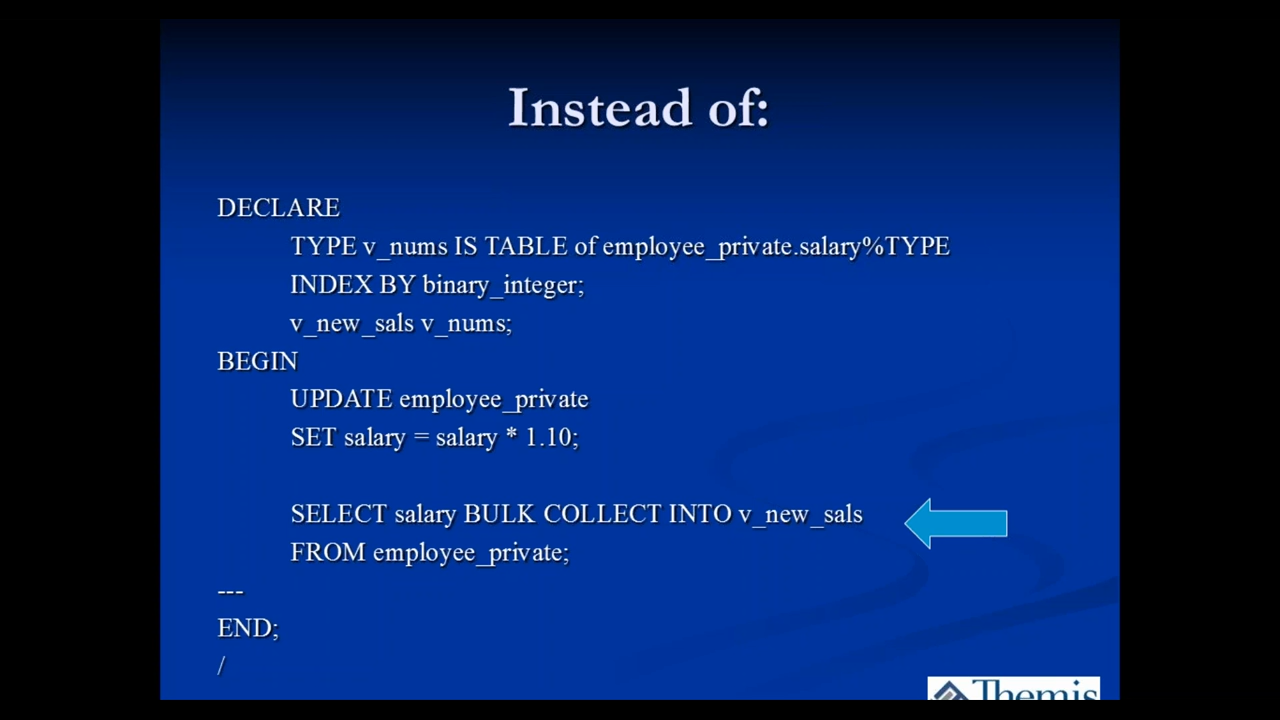 Instead of:
DECLARE
TYPE v_nums IS TABLE of employee_private.salary%TYPE
INDEX BY binary_integer;
v_new_sals v_nums;
BEGIN
UPDATE employee_private
SET salary = salary * 1.10;
SELECT salary BULK COLLECT INTO v_new_sals
FROM employee_private;
---
END;
/
Themis